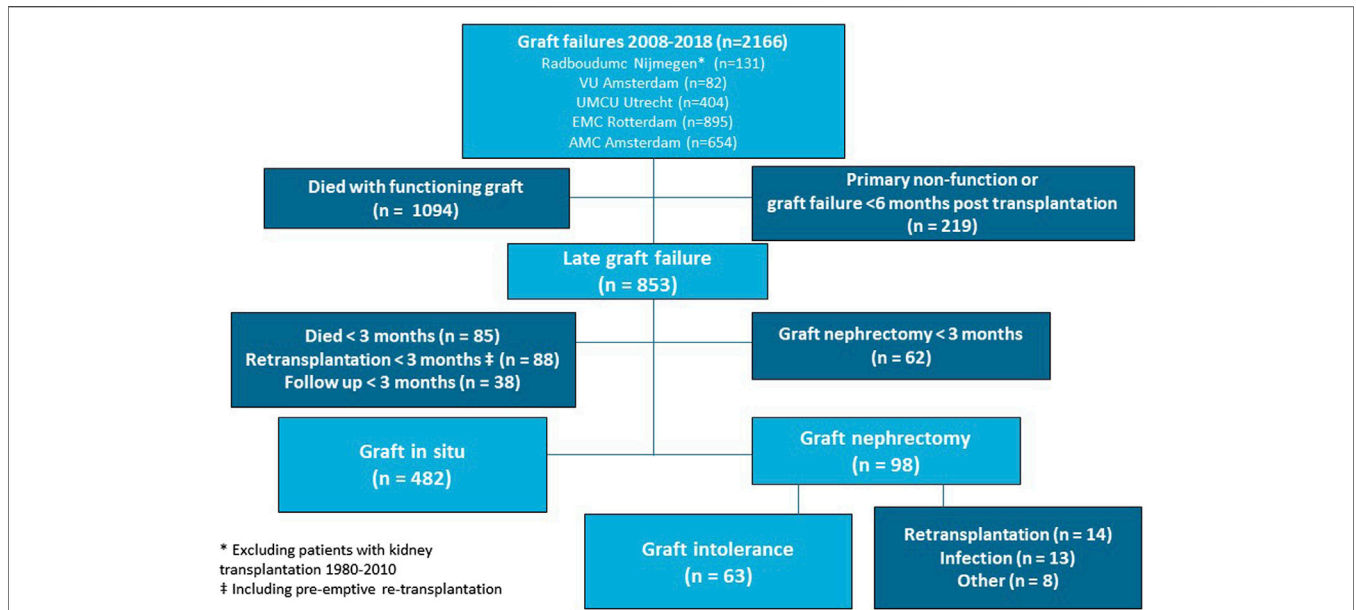 Graft failures 2008-2018 (n=2166)
Radboudumc Nijmegen* (n=131)
VU Amsterdam (n=82)
UMCU Utrecht (n=404)
EMC Rotterdam (n=895)
AMC Amsterdam (n=654)
Died with functioning graft
(n = 1094)
Primary non-function or
graft failure <6 months post transplantation
(n = 219)
Late graft failure
(n = 853)
Died < 3 months (n = 85)
Retransplantation < 3 months ‡ (n = 88)
Follow up < 3 months (n = 38)
Graft nephrectomy < 3 months
(n = 62)
Graft in situ
(n = 482)
Graft nephrectomy
(n = 98)
Graft intolerance
(n = 63)
Retransplantation (n = 14)
Infection (n = 13)
Other (n = 8)
* Excluding patients with kidney
transplantation 1980-2010
‡ Including pre-emptive re-transplantation